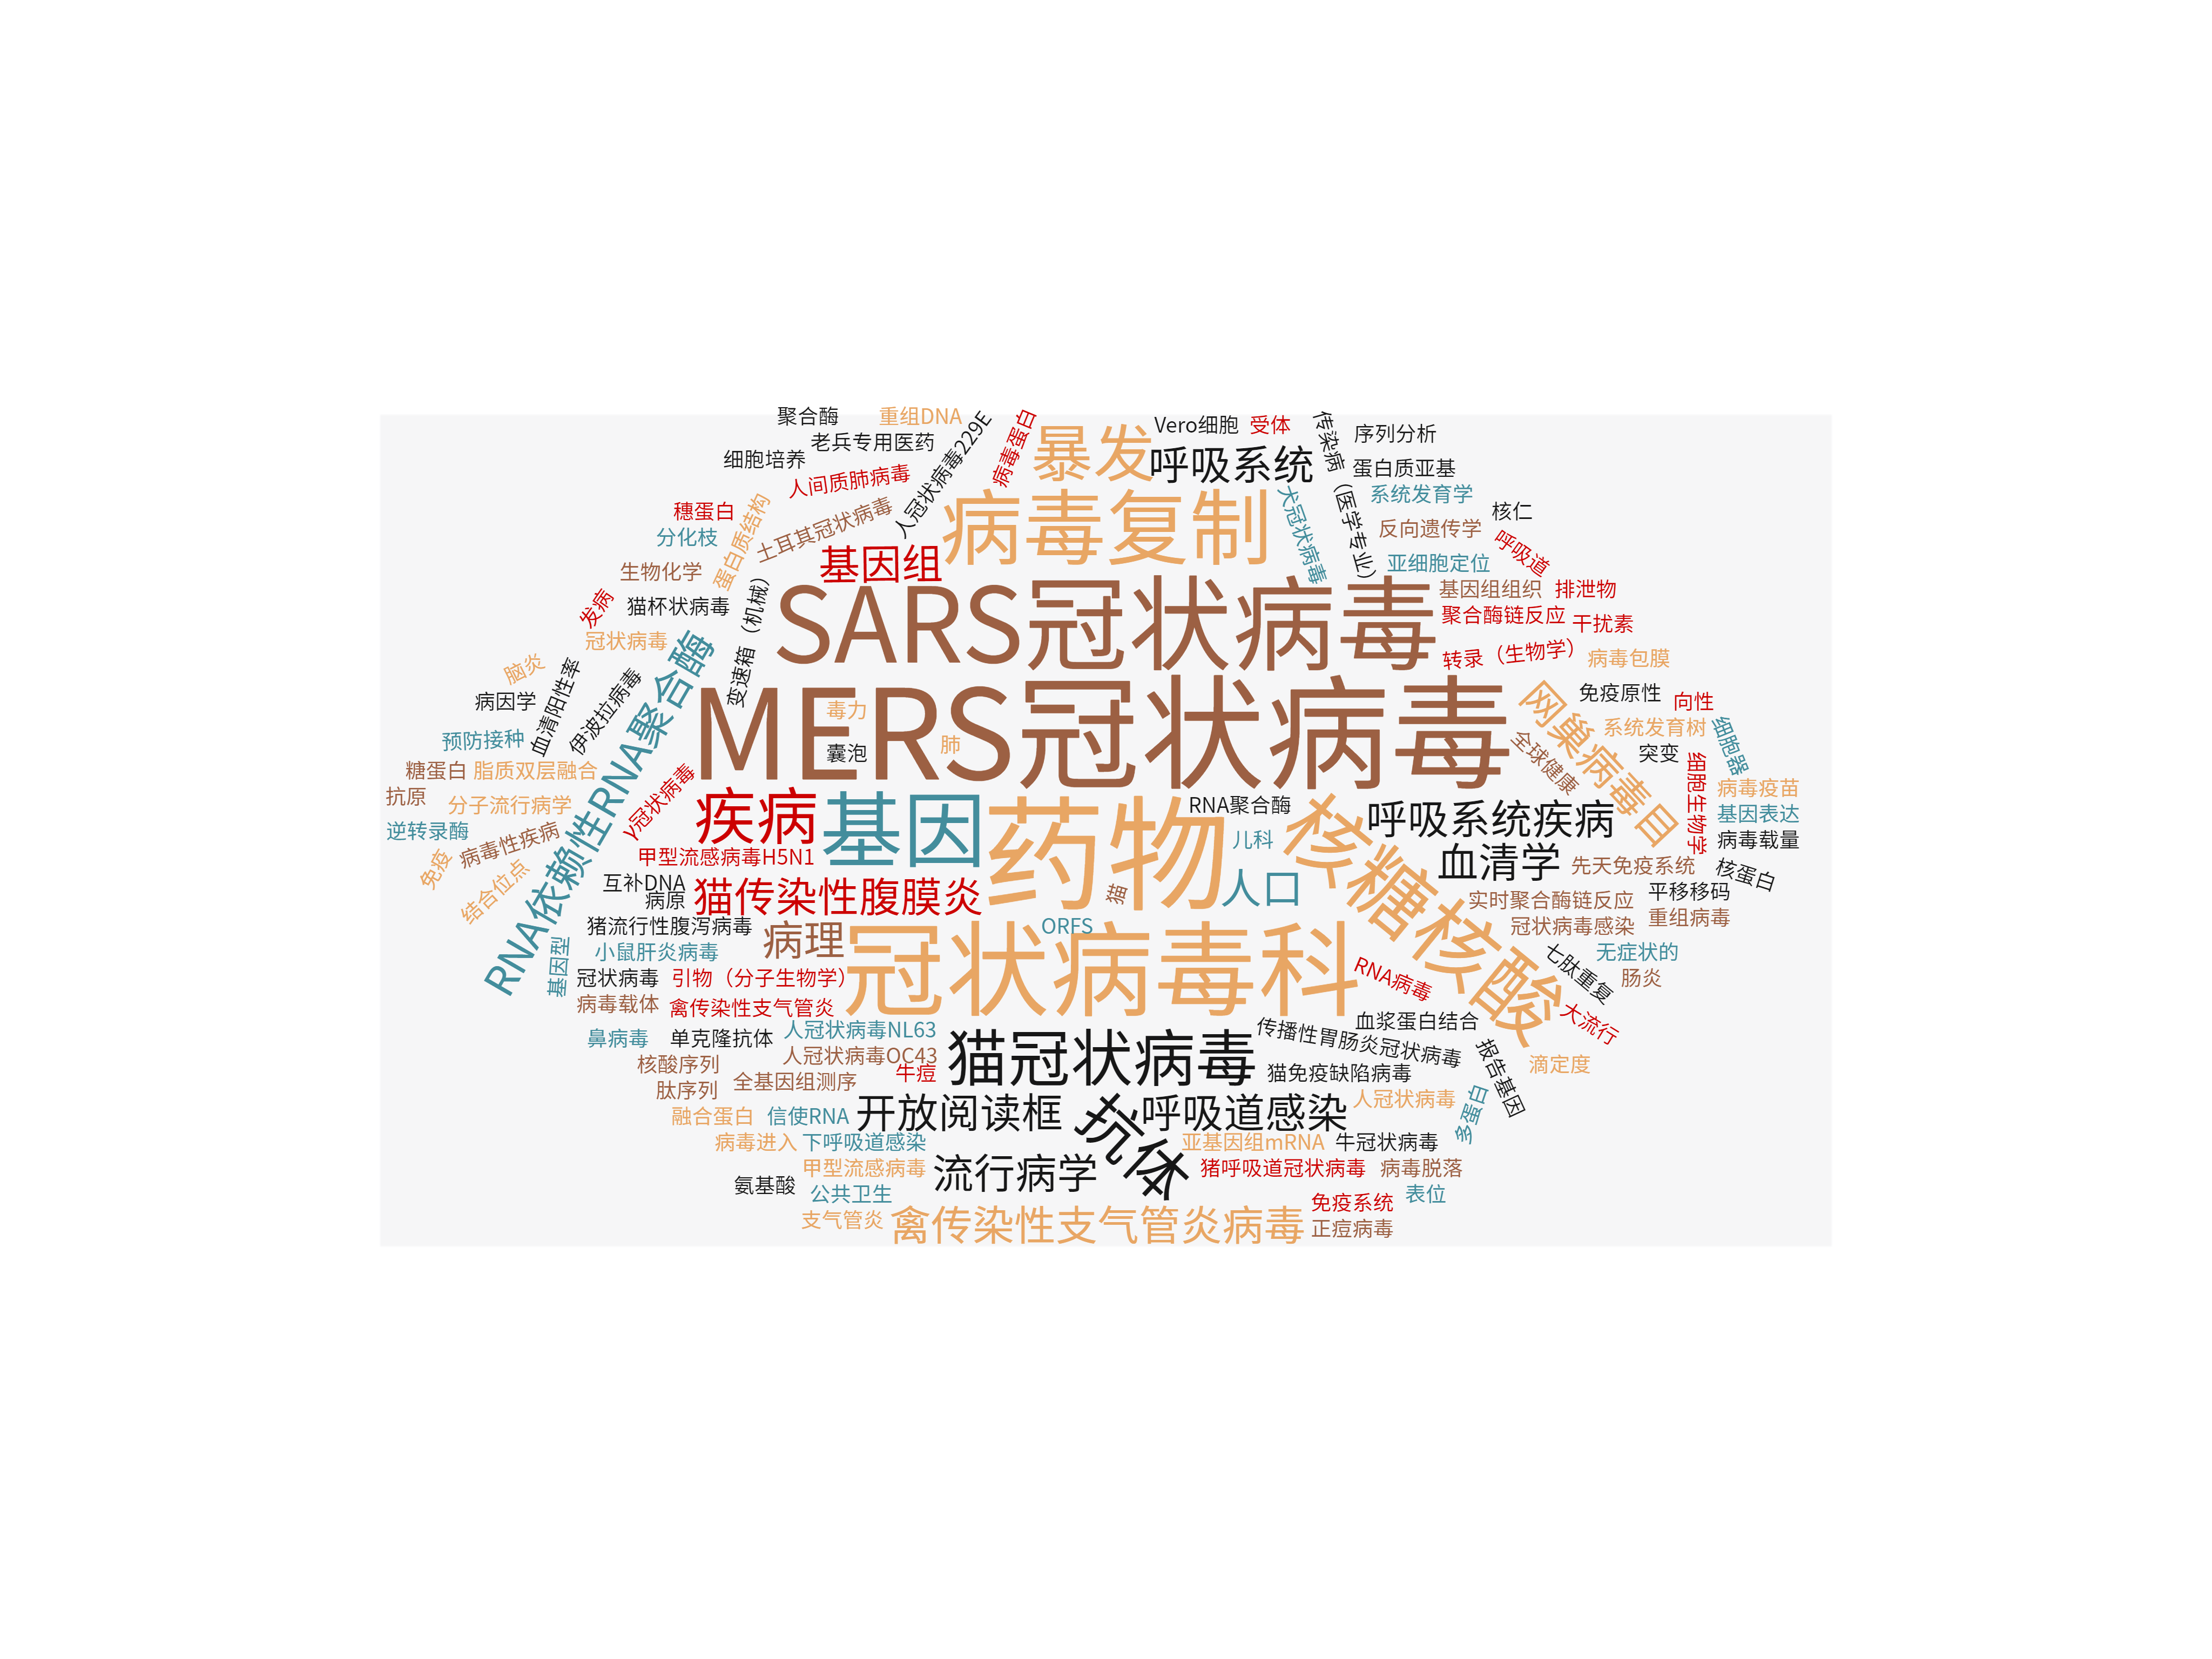 聚合酶
重组DNA
老兵专用医药
细胞培养
人间质肺病毒
人冠状病毒229E
病毒蛋白
暴发
Vero细胞
受体
呼吸系统
传染病（医学专业）
序列分析
蛋白质亚基
系统发育学
核仁
反向遗传学
呼吸道
亚细胞定位
犬冠状病毒
穗蛋白
分化枝
蛋白质结构
土耳其冠状病毒
基因组
病毒复制
生物化学
发病
猫杯状病毒
变速箱（机械）
SARS冠状病毒
基因组组织
排泄物
聚合酶链反应
干扰素
转录（生物学）
病毒包膜
冠状病毒
脑炎
病因学
血清阳性率
伊波拉病毒
RNA依赖性RNA聚合酶
MERS冠状病毒
毒力
囊泡
肺
网巢病毒目
免疫原性
向性
系统发育树
细胞器
全球健康
突变
细胞生物学
病毒疫苗
基因表达
病毒载量
预防接种
糖蛋白
脂质双层融合
抗原
分子流行病学
逆转录酶
病毒性疾病
免疫
结合位点
γ冠状病毒
疾病
基因
药物
RNA聚合酶
儿科
核糖核酸
呼吸系统疾病
血清学
先天免疫系统
核蛋白
甲型流感病毒H5N1
互补DNA
病原
猫传染性腹膜炎
猫
人口
实时聚合酶链反应
平移移码
冠状病毒感染
重组病毒
猪流行性腹泻病毒
病理
ORFS
基因型
小鼠肝炎病毒
冠状病毒
引物（分子生物学）
冠状病毒科
RNA病毒
七肽重复
无症状的
肠炎
病毒载体
禽传染性支气管炎
大流行
鼻病毒
单克隆抗体
人冠状病毒NL63
猫冠状病毒
传播性胃肠炎冠状病毒
血浆蛋白结合
报告基因
滴定度
核酸序列
人冠状病毒OC43
牛痘
肽序列
全基因组测序
猫免疫缺陷病毒
融合蛋白
信使RNA
开放阅读框
抗体
呼吸道感染
人冠状病毒
多蛋白
病毒进入
下呼吸道感染
亚基因组mRNA
牛冠状病毒
甲型流感病毒
流行病学
猪呼吸道冠状病毒
病毒脱落
氨基酸
公共卫生
免疫系统
表位
支气管炎
禽传染性支气管炎病毒
正痘病毒